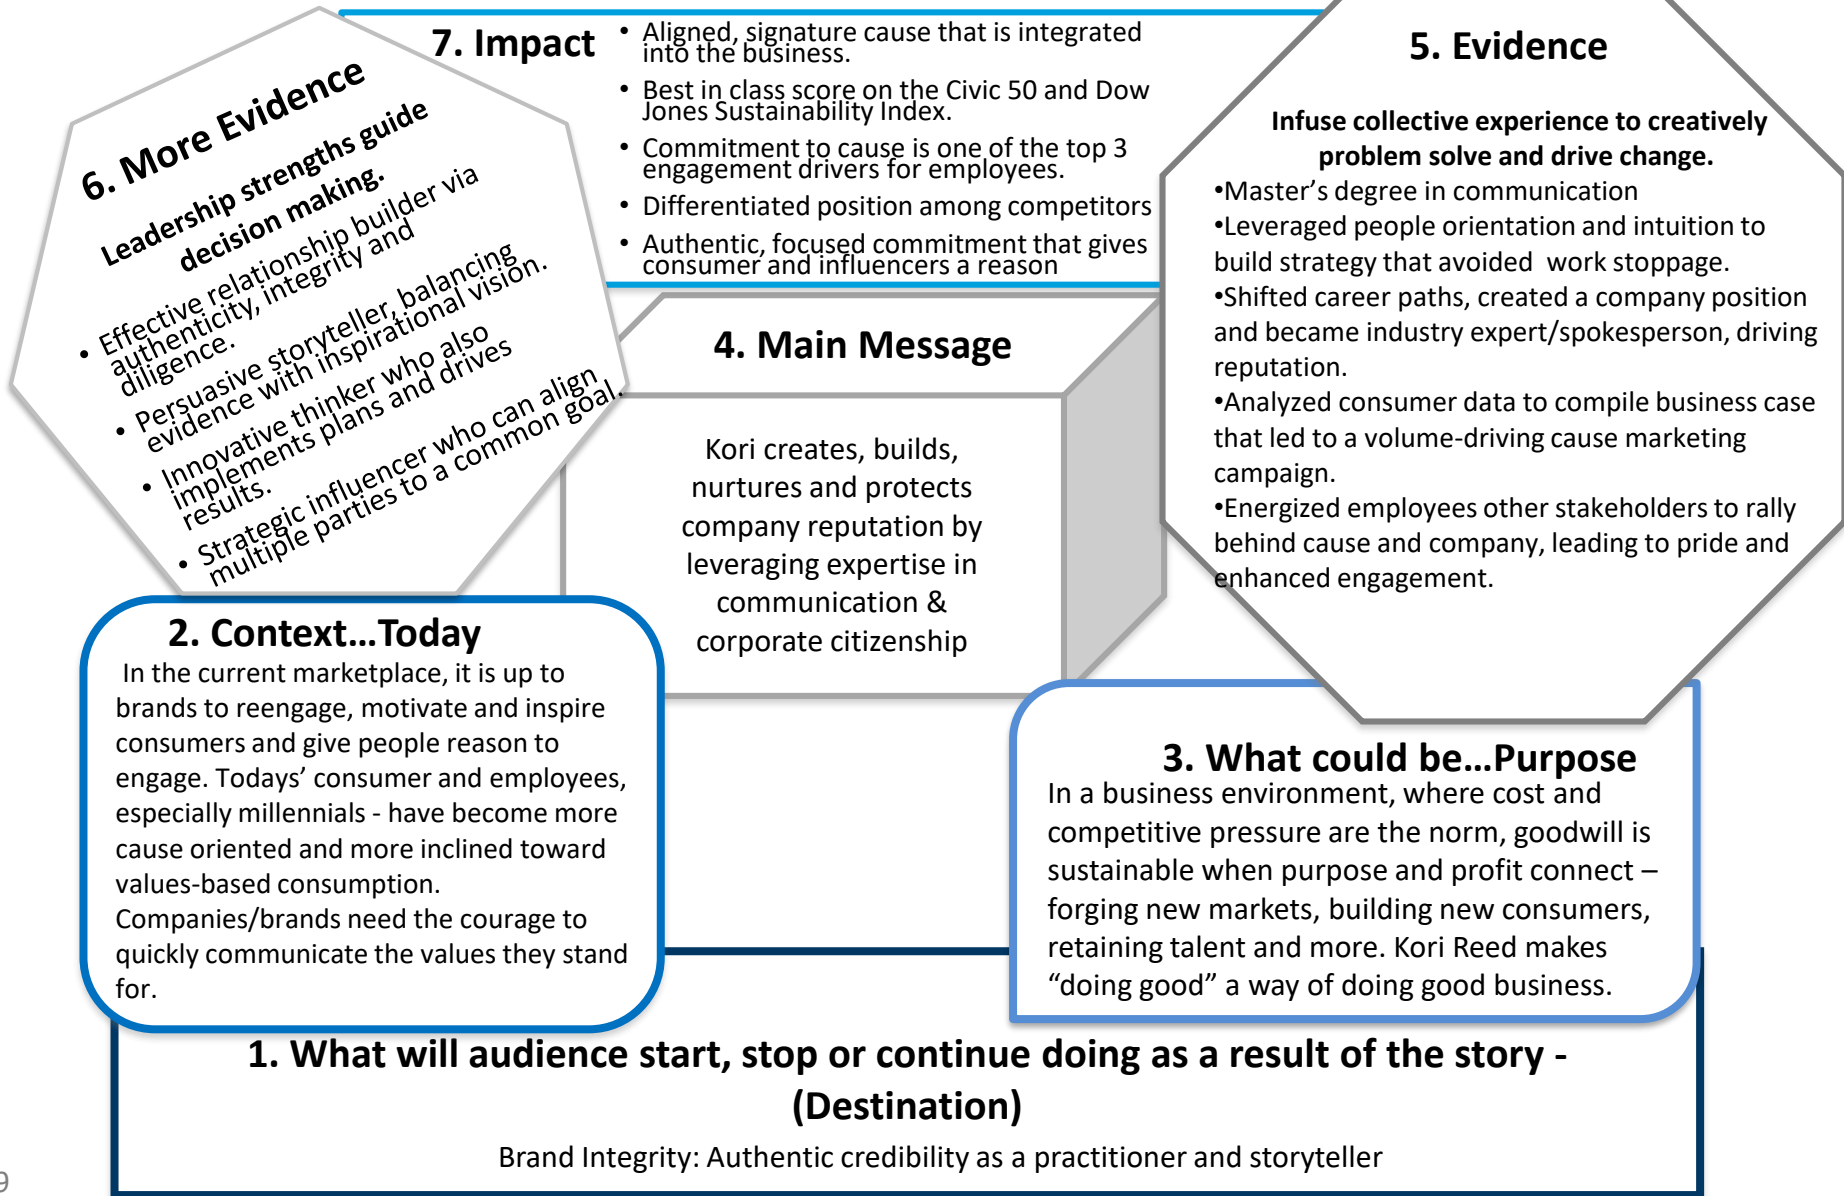 7. Impact
• Aligned, signature cause that is integrated
into the business.
• Best in class score on the Civic 50 and Dow
Jones Sustainability Index.
• Commitment to cause is one of the top 3
engagement drivers for employees.
• Differentiated position among competitors
• Authentic, focused commitment that gives
consumer and influencers a reason
5. Evidence
Infuse collective experience to creatively
problem solve and drive change.
•Master’s degree in communication
•Leveraged people orientation and intuition to
build strategy that avoided  work stoppage.
•Shifted career paths, created a company position
and became industry expert/spokesperson, driving
reputation.
•Analyzed consumer data to compile business case
that led to a volume-driving cause marketing
campaign.
•Energized employees other stakeholders to rally
behind cause and company, leading to pride and
enhanced engagement.
6. More Evidence
Leadership strengths guide
decision making.
• Effective relationship builder via
authenticity, integrity and
diligence.
• Persuasive storyteller, balancing
evidence with inspirational vision.
• Innovative thinker who also
implements plans and drives
results.
• Strategic influencer who can align
multiple parties to a common goal.
4. Main Message
Kori creates, builds,
nurtures and protects
company reputation by
leveraging expertise in
communication &
corporate citizenship
2. Context...Today
In the current marketplace, it is up to
brands to reengage, motivate and inspire
consumers and give people reason to
engage. Todays’ consumer and employees,
especially millennials - have become more
cause oriented and more inclined toward
values-based consumption.
Companies/brands need the courage to
quickly communicate the values they stand
for.
3. What could be...Purpose
In a business environment, where cost and
competitive pressure are the norm, goodwill is
sustainable when purpose and profit connect –
forging new markets, building new consumers,
retaining talent and more. Kori Reed makes
“doing good” a way of doing good business.
1. What will audience start, stop or continue doing as a result of the story -
(Destination)
Brand Integrity: Authentic credibility as a practitioner and storyteller
9